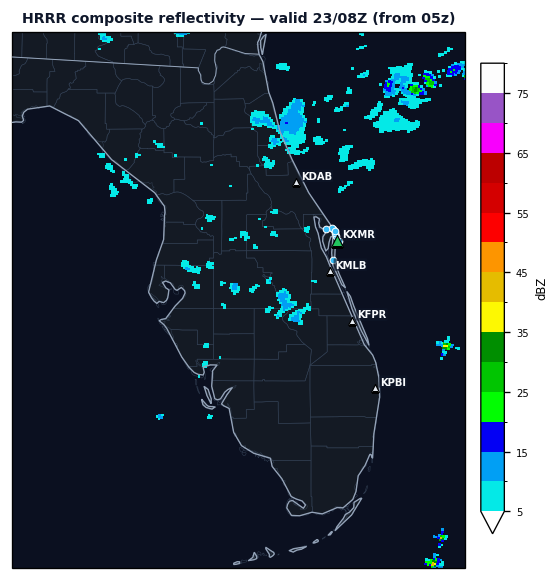 HRRR composite reflectivity — valid 23/08Z (from 05z)
KDAB
KXMR
KMLB
KFPR
KPBI
75
65
55
45
35
25
15
5
dBZ